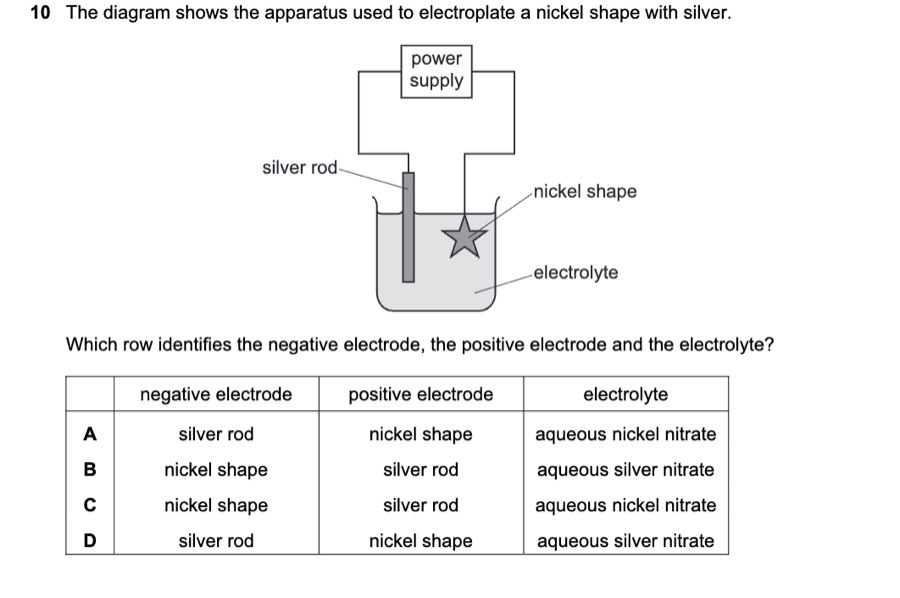 10 The diagram shows the apparatus used to electroplate a nickel shape with silver.
power
supply
silver rod
nickel shape
electrolyte
Which row identifies the negative electrode, the positive electrode and the electrolyte?
negative electrode positive electrode electrolyte
A silver rod nickel shape aqueous nickel nitrate
B nickel shape silver rod aqueous silver nitrate
C nickel shape silver rod aqueous nickel nitrate
D silver rod nickel shape aqueous silver nitrate